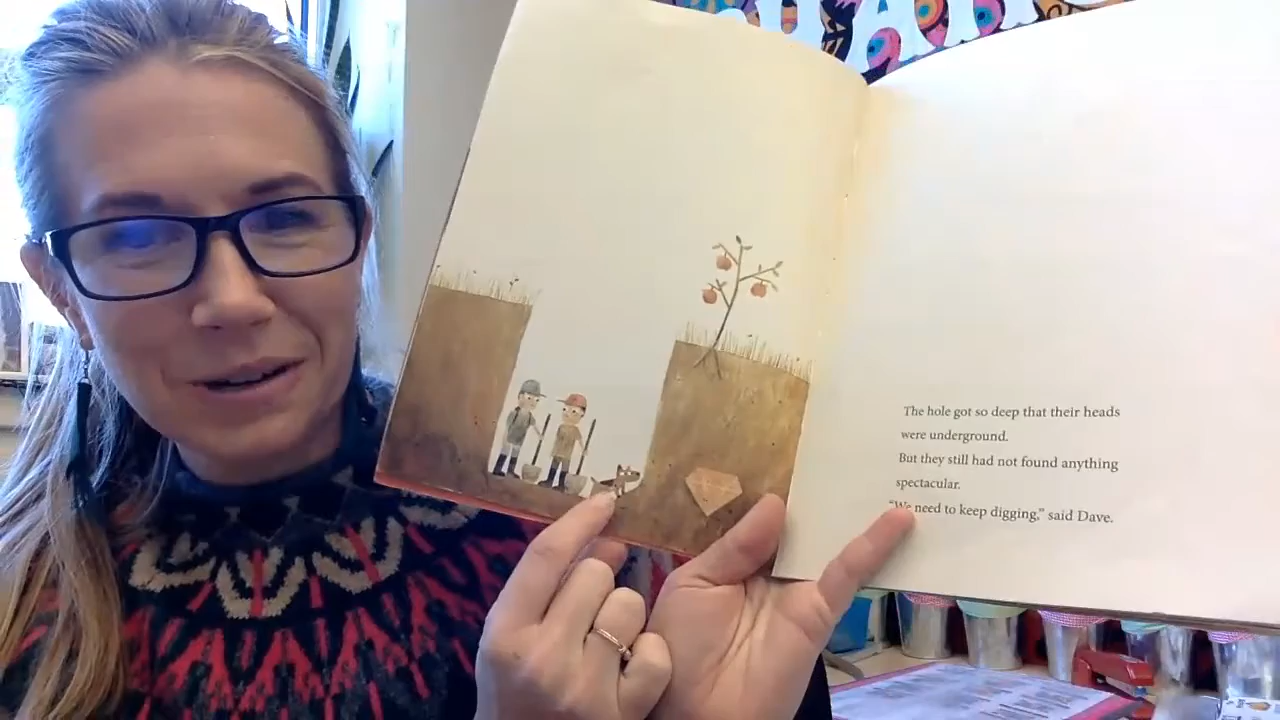 The hole got so deep that their heads
were underground.
But they still had not found anything
spectacular.
“We need to keep digging,” said Dave.